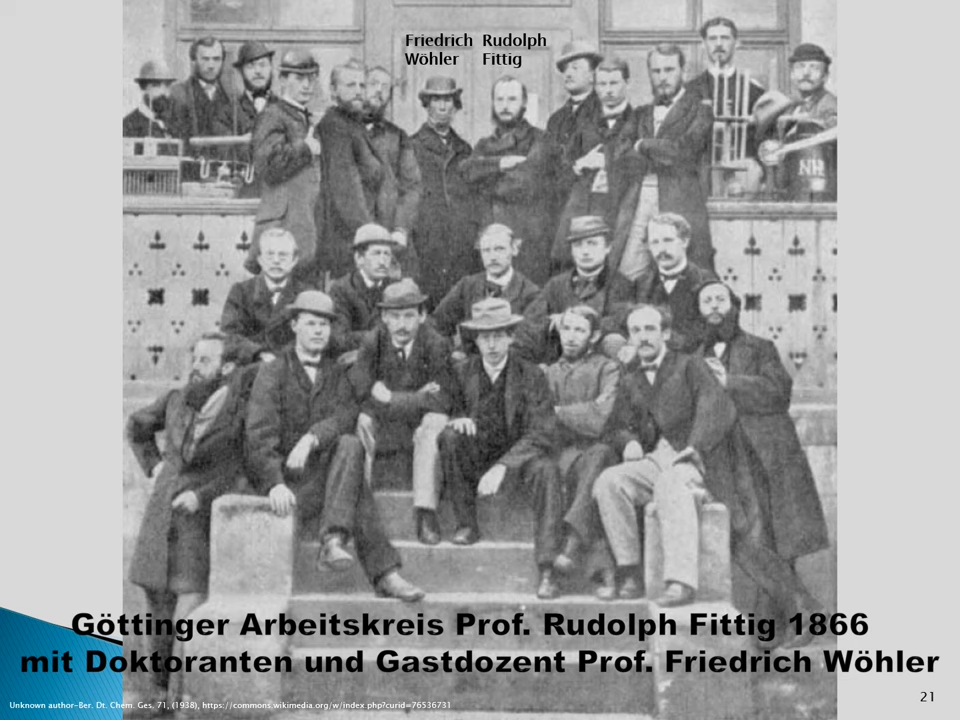 Friedrich Rudolph
Wöhler Fittig
NH
Göttinger Arbeitskreis Prof. Rudolph Fittig 1866
mit Doktoranten und Gastdozent Prof. Friedrich Wöhler
21
Unknown author-Ber. Dt. Chem. Ges. 71, (1938), https://commons.wikimedia.org/w/index.php?curid=76536731